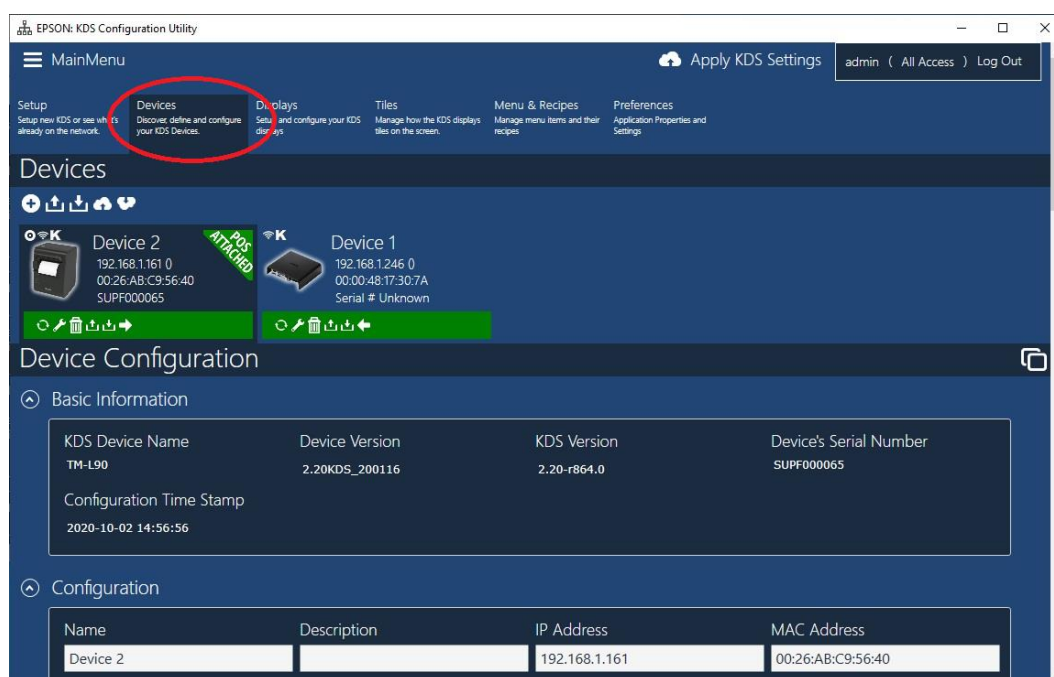 EPSON: KDS Configuration Utility
MainMenu
Apply KDS Settings
admin ( All Access ) Log Out
Setup
Setup new KDS or see what's
already on the network.
Devices
Discover, define and configure
your KDS Devices.
Displays
Setup and configure your KDS
displays
Tiles
Manage how the KDS displays
tiles on the screen.
Menu & Recipes
Manage menu items and their
recipes
Preferences
Application Properties and
Settings
Devices
K
Device 2
192.168.1.161 ()
00:26:AB:C9:56:40
SUPF000065
POS
ATTACHED
K
Device 1
192.168.1.246 ()
00:00:48:17:30:7A
Serial # Unknown
Device Configuration
Basic Information
KDS Device Name
TM-L90
Device Version
2.20KDS_200116
KDS Version
2.20-r864.0
Device's Serial Number
SUPF000065
Configuration Time Stamp
2020-10-02 14:56:56
Configuration
Name
Device 2
Description
IP Address
192.168.1.161
MAC Address
00:26:AB:C9:56:40